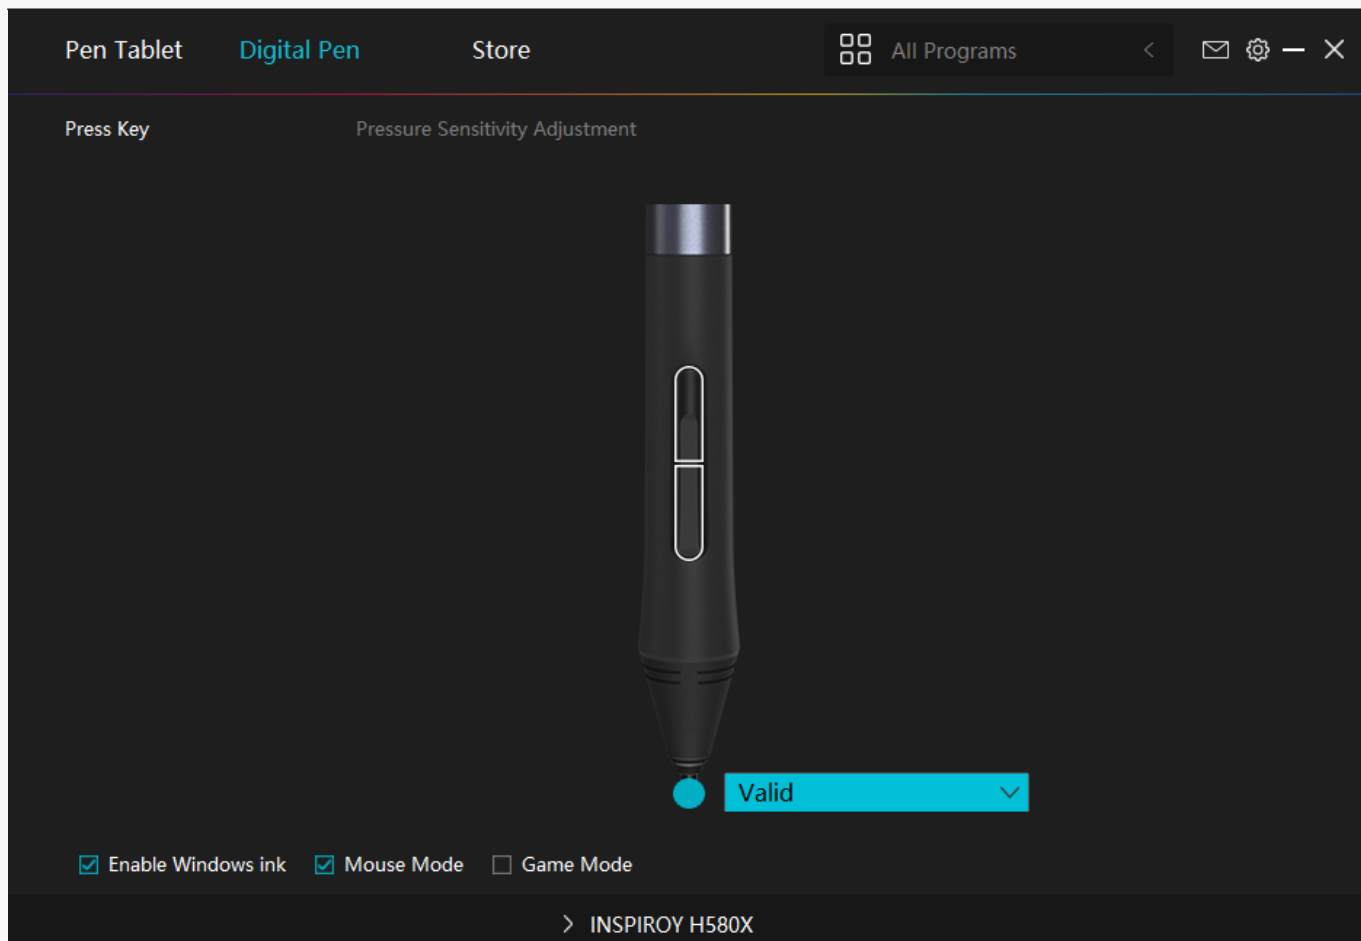 Pen Tablet Digital Pen Store All Programs
Press Key Pressure Sensitivity Adjustment
Valid
Enable Windows ink Mouse Mode Game Mode
INSPIROY H580X